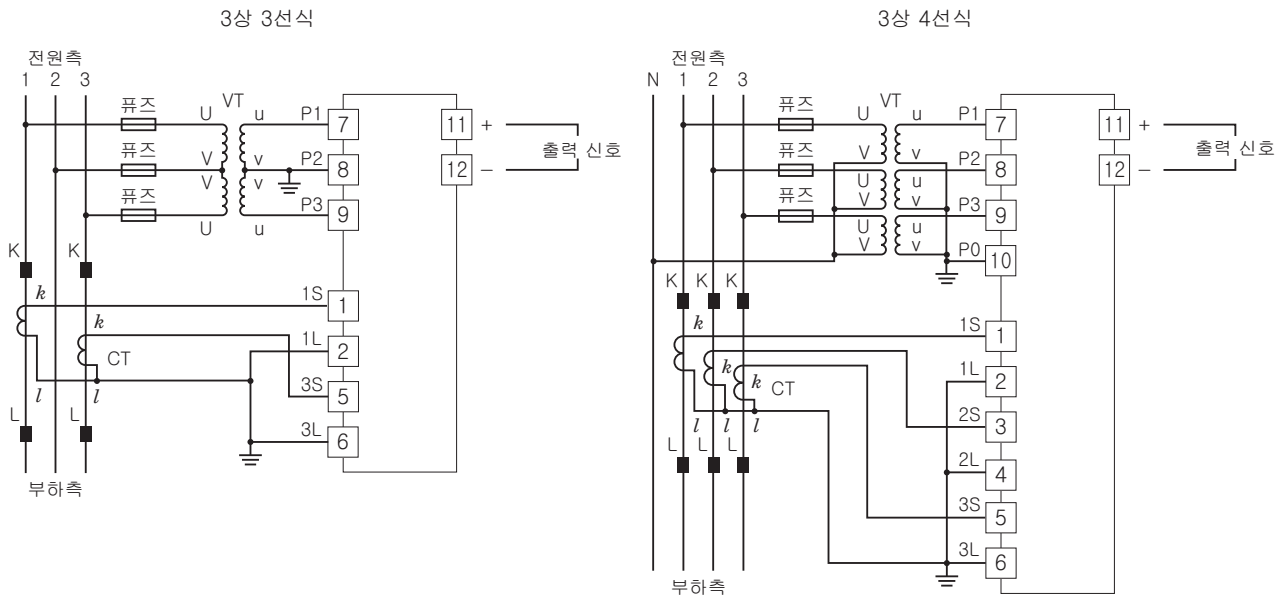 3상 3선식
전원측
1 2 3
퓨즈 U VT u P1 7 11 +
출력 신호
퓨즈 V v P2 8 12 −
V v
퓨즈 P3 9
U u
K K
k 1S 1
k 1L 2
CT
l l 3S 5
L L 3L 6
부하측
3상 4선식
전원측
N 1 2 3
퓨즈 U VT u P1 7 11 +
출력 신호
퓨즈 V v P2 8 12 −
U u
퓨즈 V v P3 9
U u
V v P0 10
K K K
k 1S 1
k k CT 1L 2
l l l 2S 3
L L L 2L 4
3S 5
3L 6
부하측